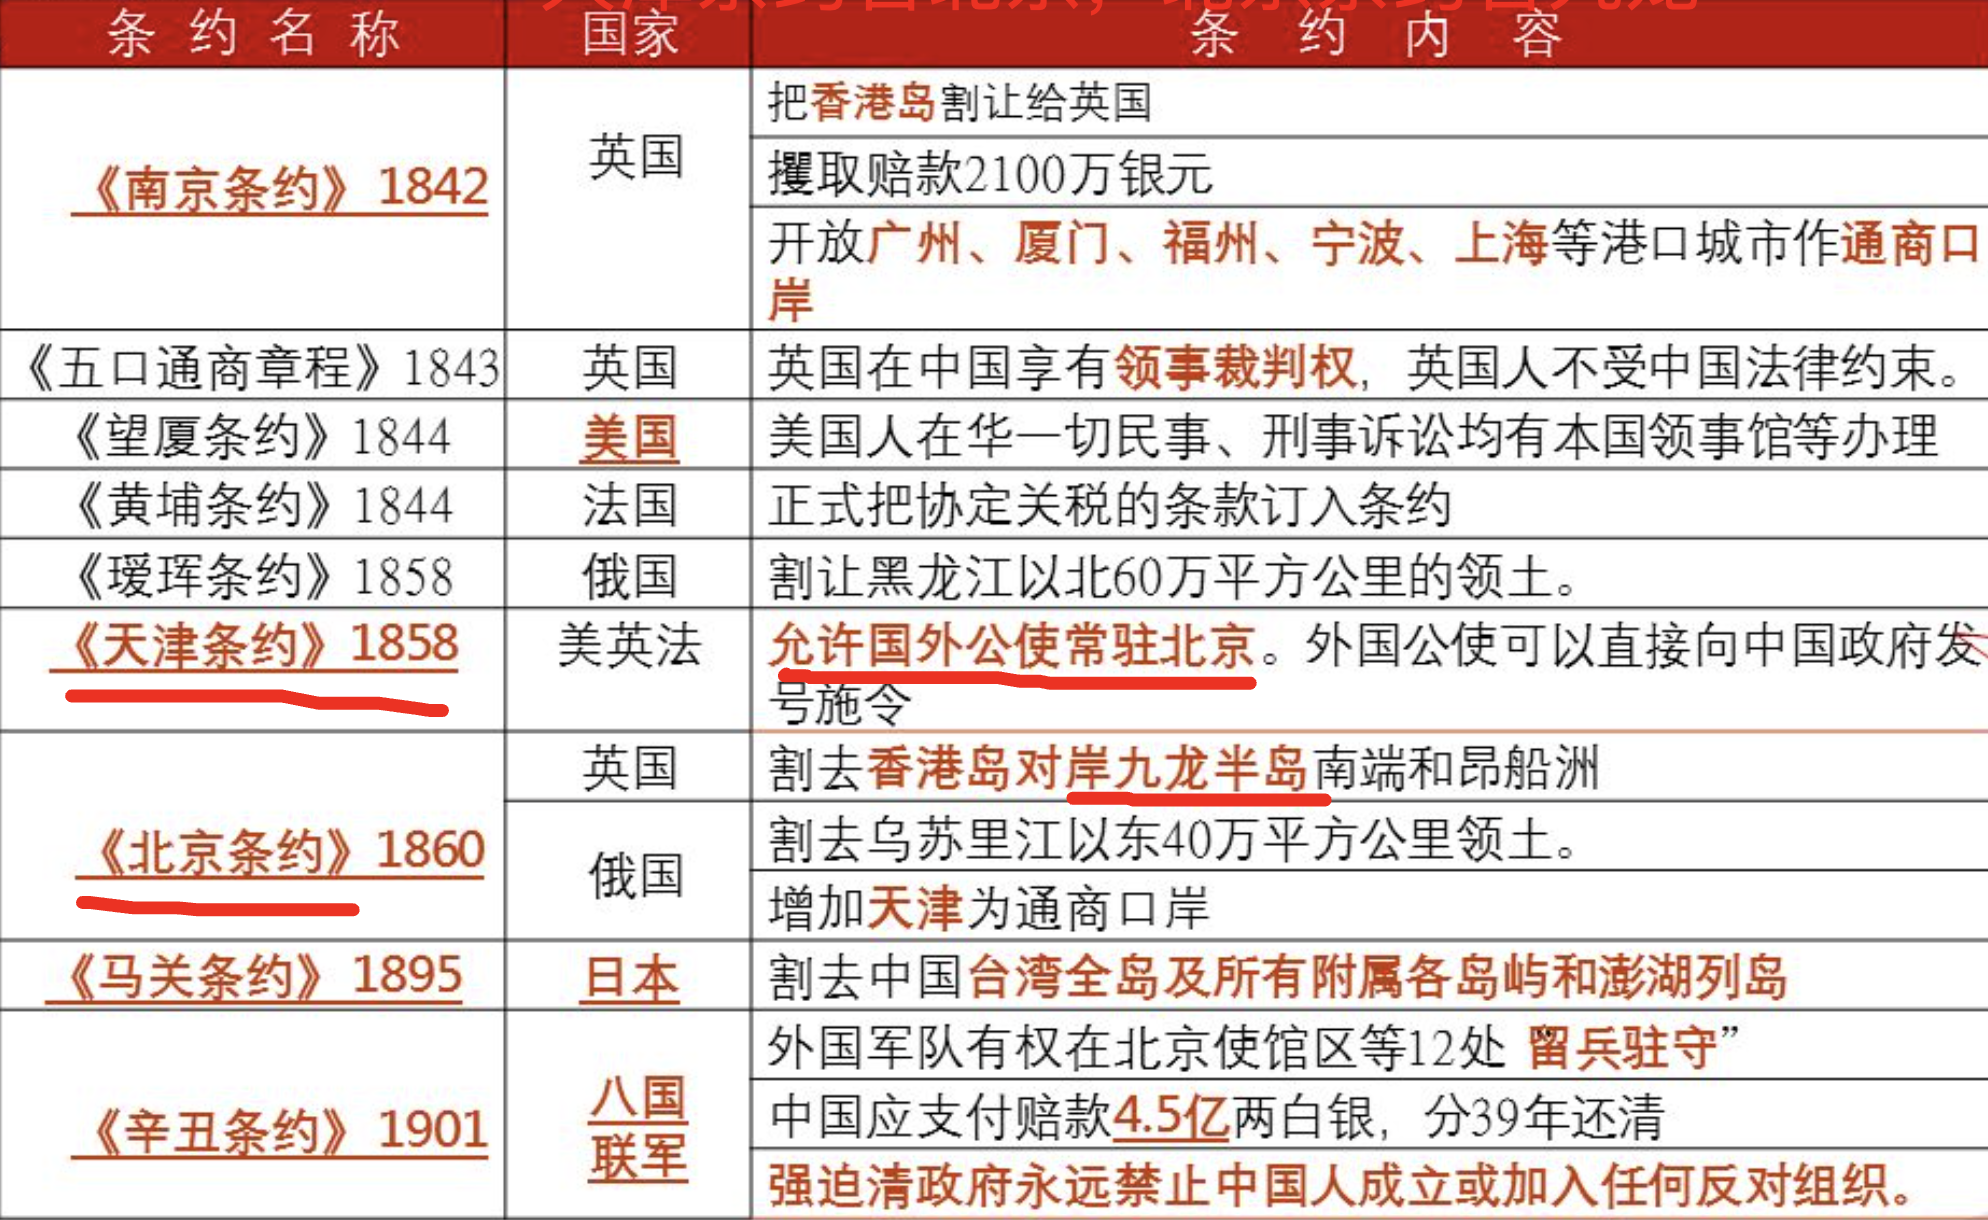 条约名称 国家 条约内容
《南京条约》1842 英国 把香港岛割让给英国
攫取赔款2100万银元
开放广州、厦门、福州、宁波、上海等港口城市作通商口
岸
《五口通商章程》1843 英国 英国在中国享有领事裁判权，英国人不受中国法律约束。
《望厦条约》1844 美国 美国人在华一切民事、刑事诉讼均有本国领事馆等办理
《黄埔条约》1844 法国 正式把协定关税的条款订入条约
《瑷珲条约》1858 俄国 割让黑龙江以北60万平方公里的领土。
《天津条约》1858 美英法 允许国外公使常驻北京。外国公使可以直接向中国政府发
号施令
《北京条约》1860 英国 割去香港岛对岸九龙半岛南端和昂船洲
俄国 割去乌苏里江以东40万平方公里领土。
增加天津为通商口岸
《马关条约》1895 日本 割去中国台湾全岛及所有附属各岛屿和澎湖列岛
《辛丑条约》1901 八国
联军 外国军队有权在北京使馆区等12处“留兵驻守”
中国应支付赔款4.5亿两白银，分39年还清
强迫清政府永远禁止中国人成立或加入任何反对组织。